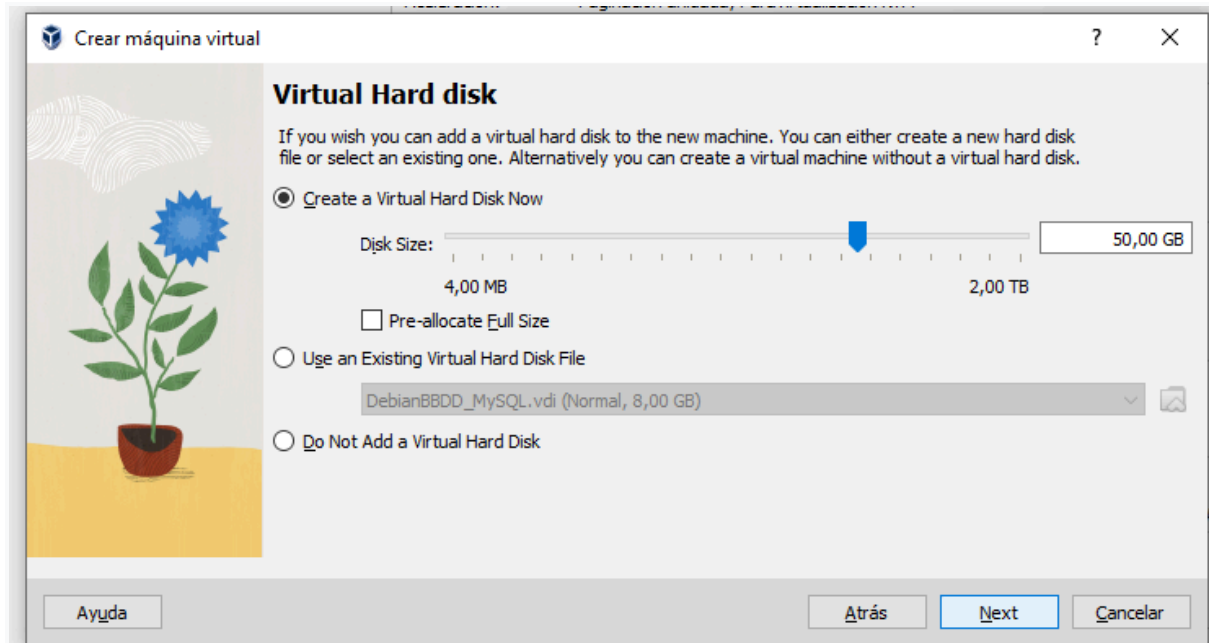 Crear máquina virtual
?
Virtual Hard disk
If you wish you can add a virtual hard disk to the new machine. You can either create a new hard disk
file or select an existing one. Alternatively you can create a virtual machine without a virtual hard disk.
Create a Virtual Hard Disk Now
Disk Size:
50,00 GB
4,00 MB
2,00 TB
Pre-allocate Full Size
Use an Existing Virtual Hard Disk File
DebianBBDD_MySQL.vdi (Normal, 8,00 GB)
Do Not Add a Virtual Hard Disk
Ayuda
Atrás
Next
Cancelar